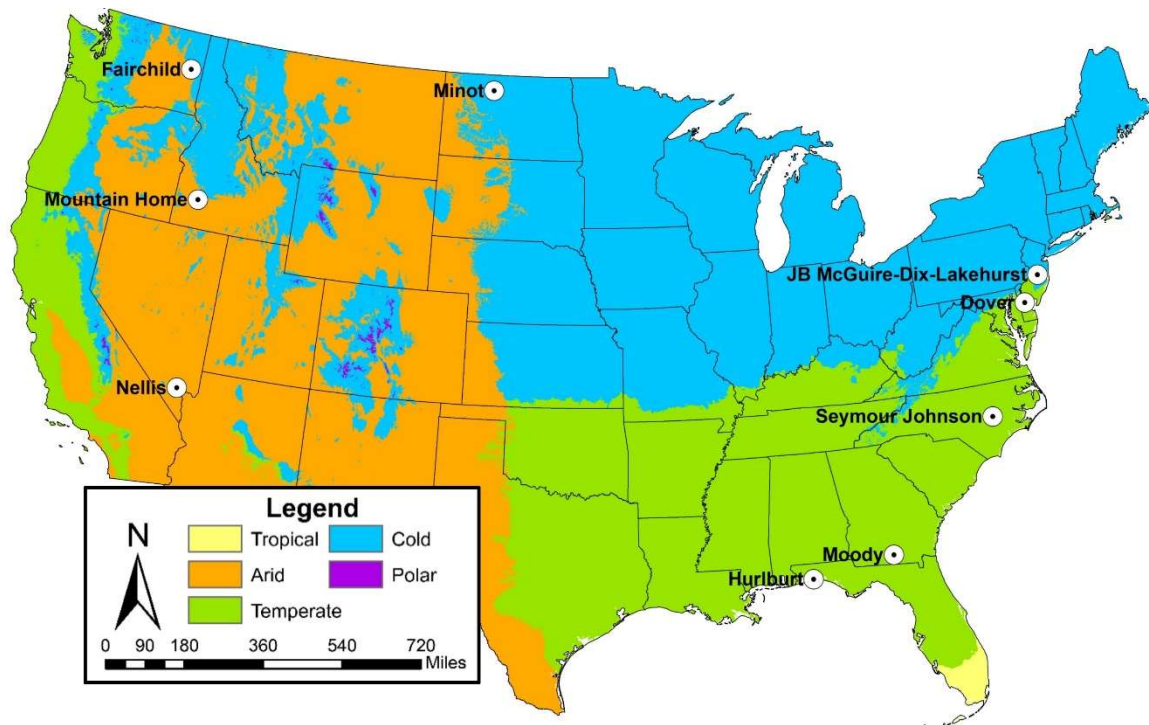 Fairchild
Minot
Mountain Home
JB McGuire-Dix-Lakehurst
Dover
Nellis
Seymour Johnson
Moody
Hurlburt
Legend
N
Tropical
Cold
Arid
Polar
Temperate
0 90 180 360 540 720
Miles